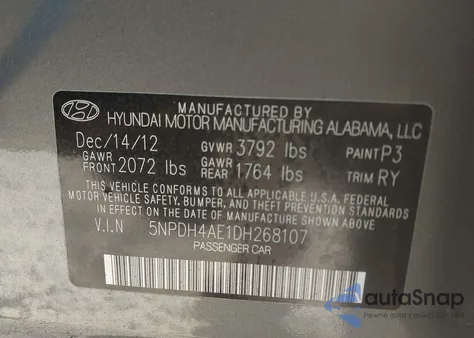 MANUFACTURED BY
HYUNDAI MOTOR MANUFACTURING ALABAMA, LLC
Dec/14/12 GVWR 3792 lbs PAINT P3
GAWR FRONT 2072 lbs GAWR REAR 1764 lbs TRIM RY
THIS VEHICLE CONFORMS TO ALL APPLICABLE U.S. FEDERAL
MOTOR VEHICLE SAFETY, BUMPER, AND THEFT PREVENTION
STANDARDS IN EFFECT ON THE DATE OF MANUFACTURE SHOWN ABOVE
V.I.N 5NPDH4AE1DH268107
PASSENGER CAR
autaSnap
Pewne auta z